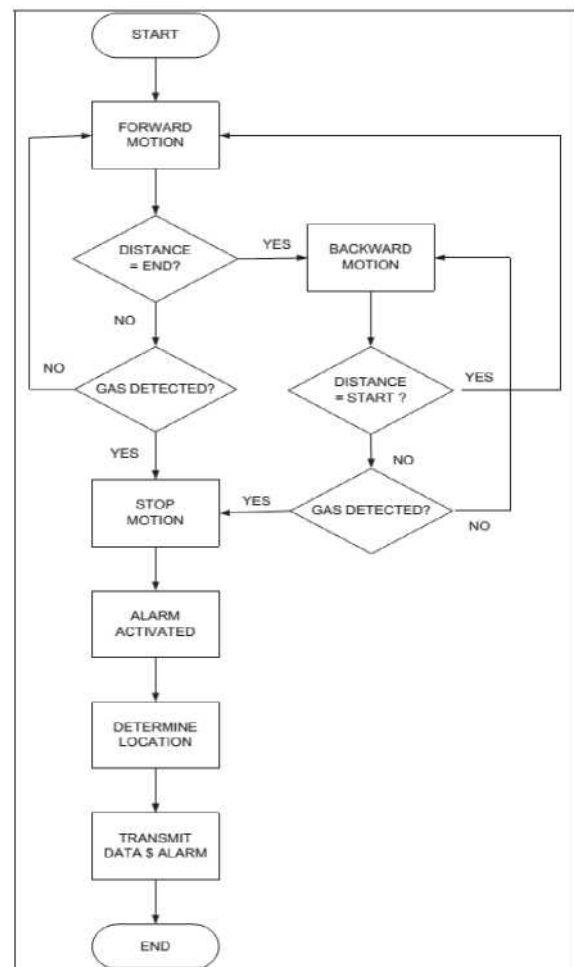 START
FORWARD
MOTION
DISTANCE
= END?
YES
BACKWARD
MOTION
NO
NO
GAS DETECTED?
DISTANCE
= START ?
YES
YES
NO
STOP
MOTION
YES
GAS DETECTED?
NO
ALARM
ACTIVATED
DETERMINE
LOCATION
TRANSMIT
DATA $ ALARM
END